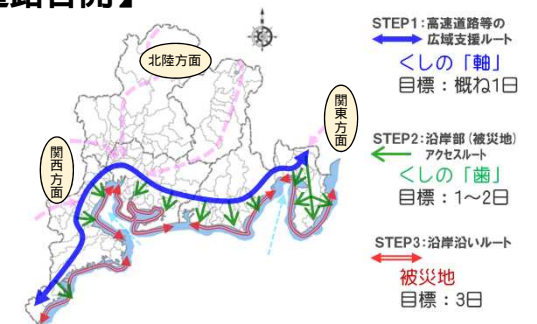 北陸方面
関東方面
関西方面
STEP1:高速道路等の
広域支援ルート
くしの「軸」
目標：概ね1日
STEP2:沿岸部(被災地)
アクセスルート
くしの「歯」
目標：1～2日
STEP3:沿岸沿いルート
被災地
目標：3日